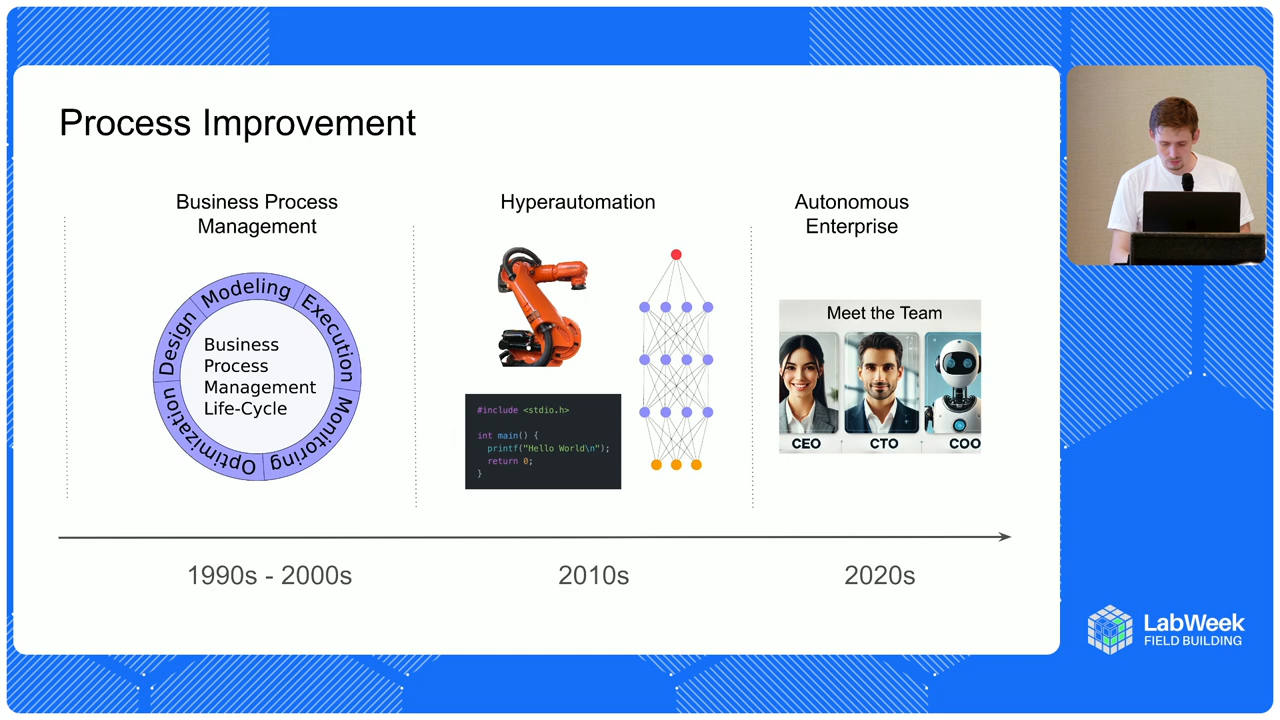 Process Improvement
Business Process
Management
Hyperautomation
Autonomous
Enterprise
Design
Modeling
Execution
Monitoring
Optimization
Business
Process
Management
Life-Cycle
#include <stdio.h>
int main() {
printf("Hello World\n");
return 0;
}
Meet the Team
CEO
CTO
COO
1990s - 2000s
2010s
2020s
LabWeek
FIELD BUILDING